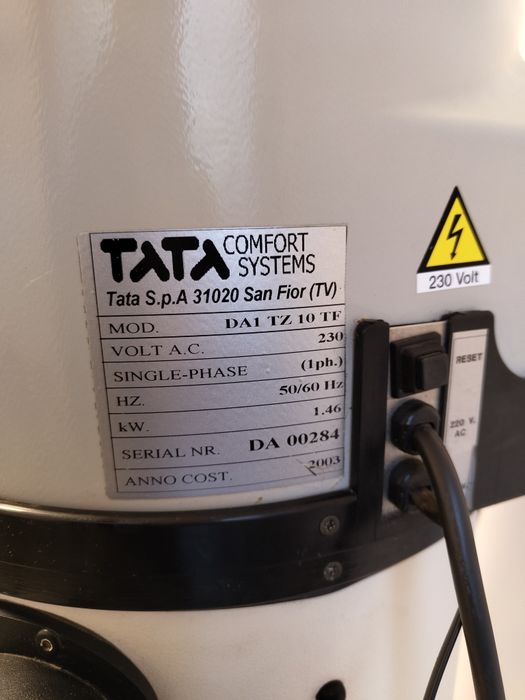 TATA COMFORT SYSTEMS
Tata S.p.A 31020 San Fior (TV)
MOD. DA1 TZ 10 TF
VOLT A.C. 230
SINGLE-PHASE (1ph.)
HZ. 50/60 Hz
kW. 1.46
SERIAL NR. DA 00284
ANNO COST. 2003
230 Volt
RESET
220 V.
AC